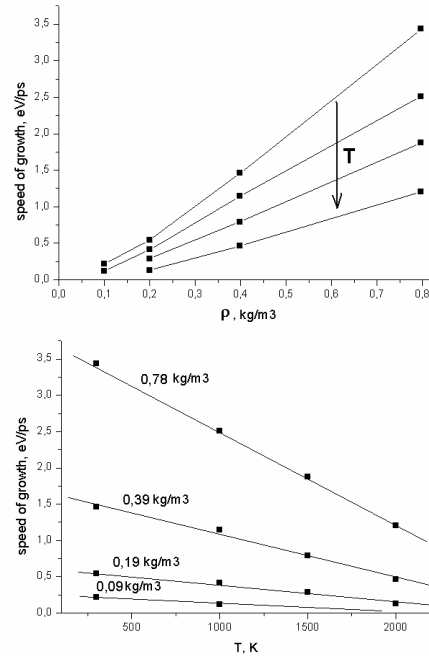 speed of growth, eV/ps
3,5
3,0
2,5
2,0
1,5
1,0
0,5
0,0
T
0,0 0,1 0,2 0,3 0,4 0,5 0,6 0,7 0,8
ρ, kg/m3
speed of growth, eV/ps
3,5
3,0
2,5
2,0
1,5
1,0
0,5
0,0
0,78 kg/m3
0,39 kg/m3
0,19 kg/m3
0,09kg/m3
500 1000 1500 2000
T, K